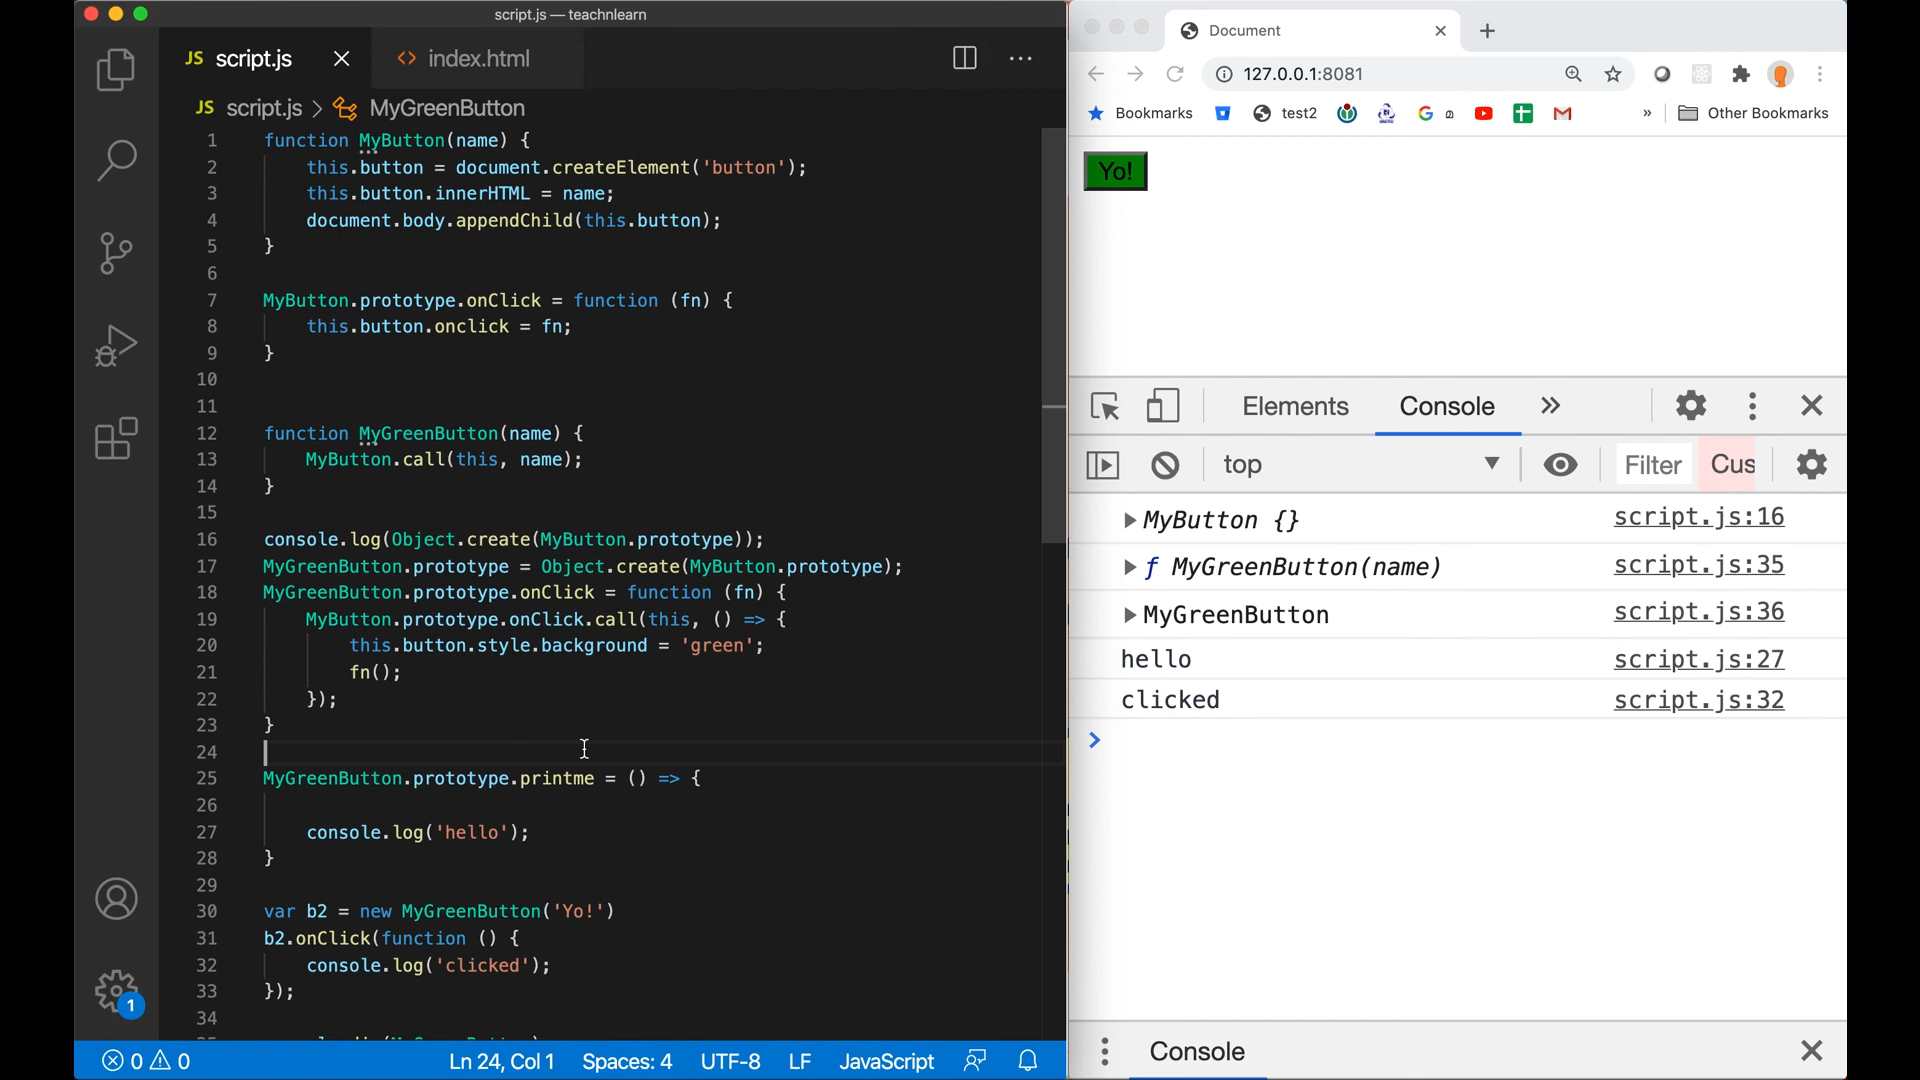 script.js — teachnlearn
JS script.js
index.html
JS script.js > MyGreenButton
1 function MyButton(name) {
2 this.button = document.createElement('button');
3 this.button.innerHTML = name;
4 document.body.appendChild(this.button);
5 }
6
7 MyButton.prototype.onClick = function (fn) {
8 this.button.onclick = fn;
9 }
10
11
12 function MyGreenButton(name) {
13 MyButton.call(this, name);
14 }
15
16 console.log(Object.create(MyButton.prototype));
17 MyGreenButton.prototype = Object.create(MyButton.prototype);
18 MyGreenButton.prototype.onClick = function (fn) {
19 MyButton.prototype.onClick.call(this, () => {
20 this.button.style.background = 'green';
21 fn();
22 });
23 }
24
25 MyGreenButton.prototype.printme = () => {
26
27 console.log('hello');
28 }
29
30 var b2 = new MyGreenButton('Yo!')
31 b2.onClick(function () {
32 console.log('clicked');
33 });
34
1
0 0
Ln 24, Col 1
Spaces: 4
UTF-8
LF
JavaScript
Document
127.0.0.1:8081
Bookmarks
test2
»
Other Bookmarks
Yo!
Elements
Console
top
Filter
Cus
MyButton {}
script.js:16
f MyGreenButton(name)
script.js:35
MyGreenButton
script.js:36
hello
script.js:27
clicked
script.js:32
Console